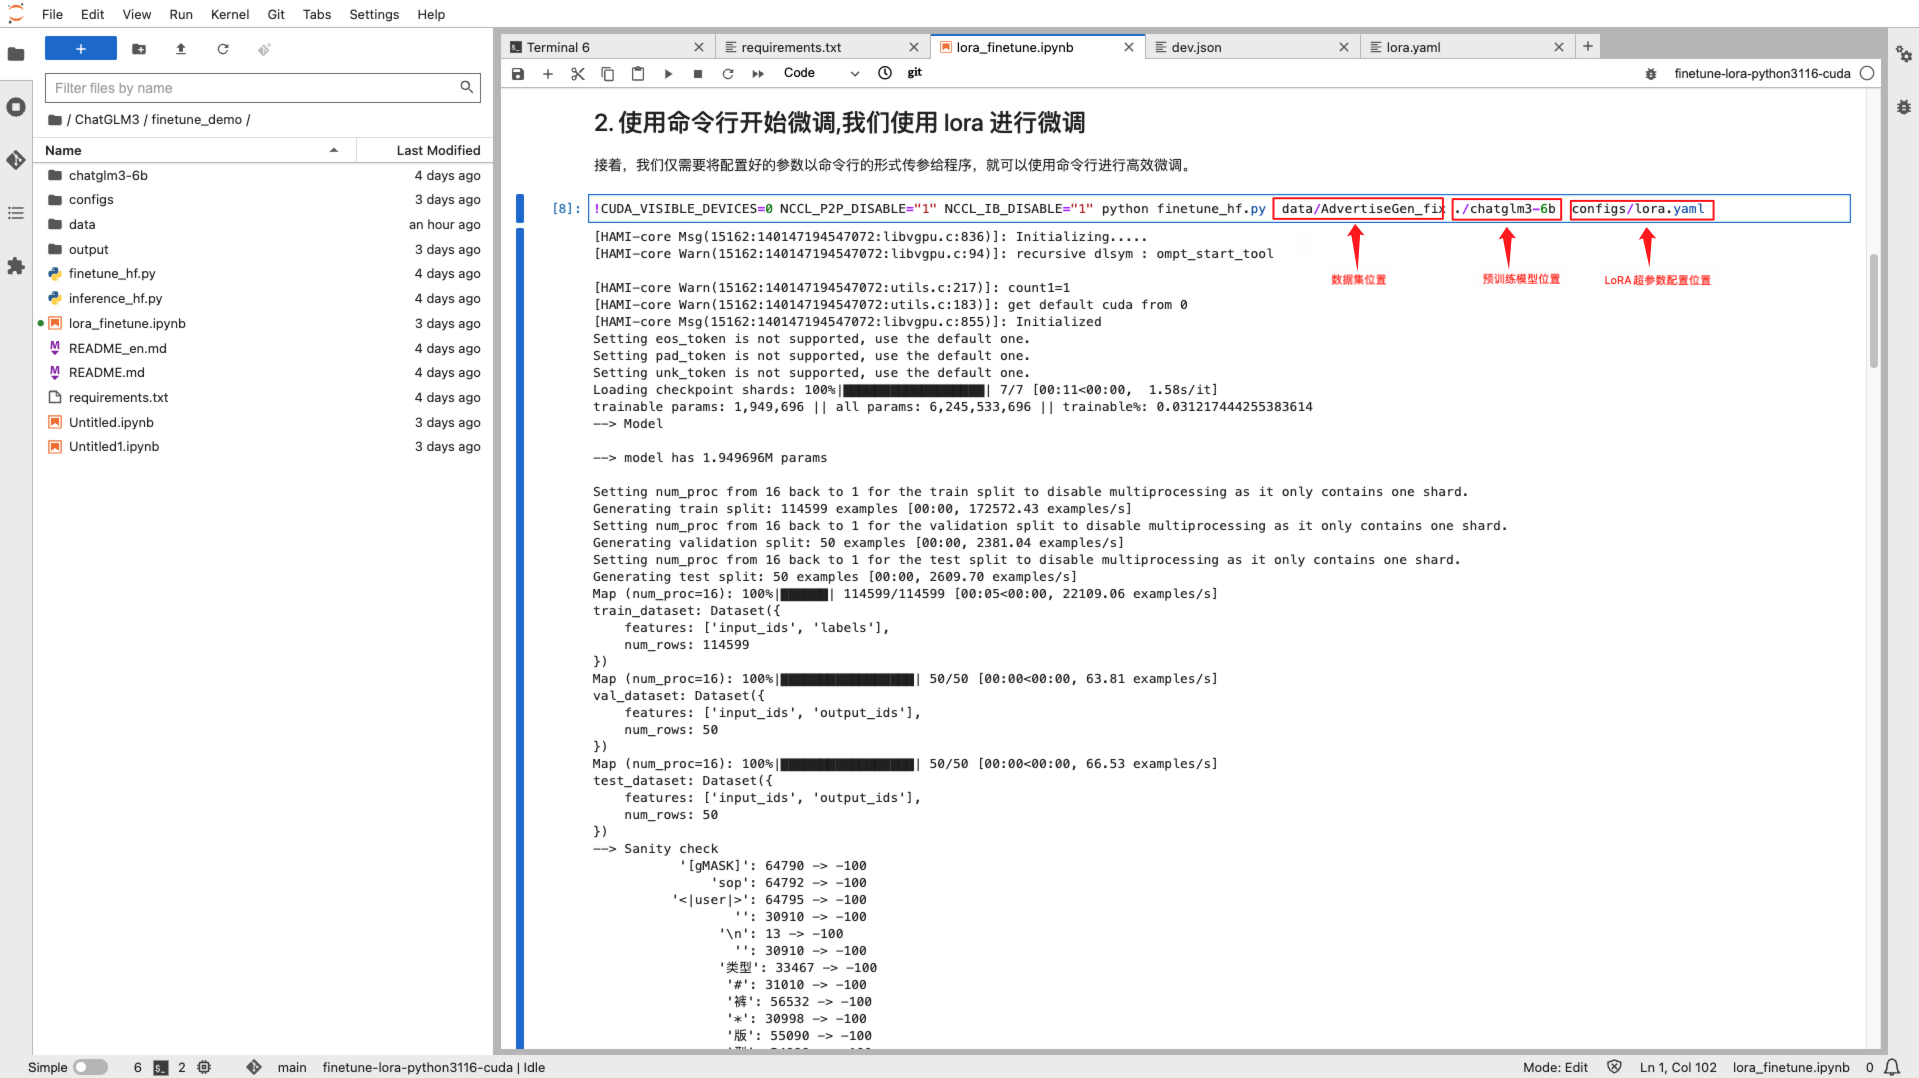 File Edit View Run Kernel Git Tabs Settings Help
Filter files by name
/ ChatGLM3 / finetune_demo /
Name Last Modified
chatglm3-6b 4 days ago
configs 3 days ago
data an hour ago
output 3 days ago
finetune_hf.py 4 days ago
inference_hf.py 4 days ago
lora_finetune.ipynb 3 days ago
README_en.md 4 days ago
README.md 4 days ago
requirements.txt 4 days ago
Untitled.ipynb 3 days ago
Untitled1.ipynb 3 days ago
Terminal 6 requirements.txt lora_finetune.ipynb dev.json lora.yaml
Code git finetune-lora-python3116-cuda
2. 使用命令行开始微调,我们使用 lora 进行微调
接着，我们仅需要将配置好的参数以命令行的形式传参给程序，就可以使用命令行进行高效微调。
[8]: !CUDA_VISIBLE_DEVICES=0 NCCL_P2P_DISABLE="1" NCCL_IB_DISABLE="1" python finetune_hf.py data/AdvertiseGen_fix ./chatglm3-6b configs/lora.yaml
数据集位置 预训练模型位置 LoRA 超参数配置位置
[HAMI-core Msg(15162:140147194547072:libvgpu.c:836)]: Initializing.....
[HAMI-core Warn(15162:140147194547072:libvgpu.c:94)]: recursive dlsym : ompt_start_tool
[HAMI-core Warn(15162:140147194547072:utils.c:217)]: count1=1
[HAMI-core Warn(15162:140147194547072:utils.c:183)]: get default cuda from 0
[HAMI-core Msg(15162:140147194547072:libvgpu.c:855)]: Initialized
Setting eos_token is not supported, use the default one.
Setting pad_token is not supported, use the default one.
Setting unk_token is not supported, use the default one.
Loading checkpoint shards: 100%|██████████████████| 7/7 [00:11<00:00,  1.58s/it]
trainable params: 1,949,696 || all params: 6,245,533,696 || trainable%: 0.031217444255383614
--> Model
--> model has 1.949696M params
Setting num_proc from 16 back to 1 for the train split to disable multiprocessing as it only contains one shard.
Generating train split: 114599 examples [00:00, 172572.43 examples/s]
Setting num_proc from 16 back to 1 for the validation split to disable multiprocessing as it only contains one shard.
Generating validation split: 50 examples [00:00, 2381.04 examples/s]
Setting num_proc from 16 back to 1 for the test split to disable multiprocessing as it only contains one shard.
Generating test split: 50 examples [00:00, 2609.70 examples/s]
Map (num_proc=16): 100%|██████| 114599/114599 [00:05<00:00, 22109.06 examples/s]
train_dataset: Dataset({
features: ['input_ids', 'labels'],
num_rows: 114599
})
Map (num_proc=16): 100%|█████████████████| 50/50 [00:00<00:00, 63.81 examples/s]
val_dataset: Dataset({
features: ['input_ids', 'output_ids'],
num_rows: 50
})
Map (num_proc=16): 100%|█████████████████| 50/50 [00:00<00:00, 66.53 examples/s]
test_dataset: Dataset({
features: ['input_ids', 'output_ids'],
num_rows: 50
})
--> Sanity check
'[gMASK]': 64790 -> -100
'sop': 64792 -> -100
'<|user|>': 64795 -> -100
'': 30910 -> -100
'\n': 13 -> -100
'': 30910 -> -100
'类型': 33467 -> -100
'#': 31010 -> -100
'裤': 56532 -> -100
'*': 30998 -> -100
'版': 55090 -> -100
Simple 6 2 main finetune-lora-python3116-cuda | Idle Mode: Edit Ln 1, Col 102 lora_finetune.ipynb 0